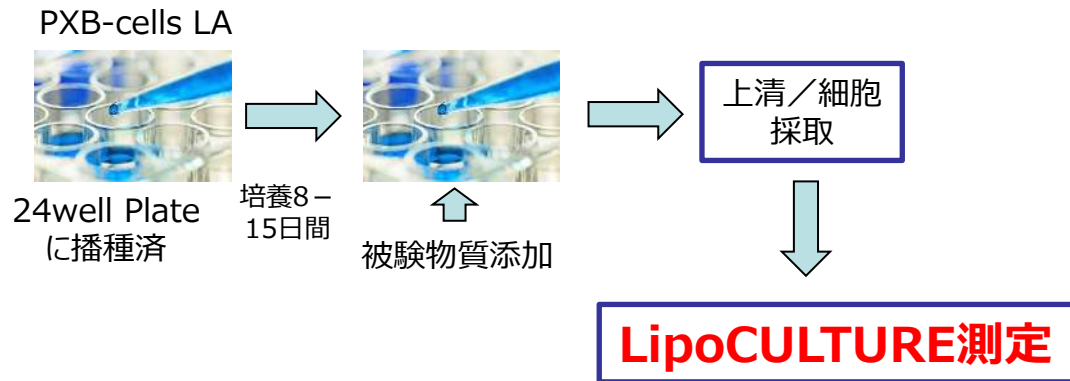 PXB-cells LA
24well Plate
に播種済
培養8－
15日間
被験物質添加
上清／細胞
採取
LipoCULTURE測定